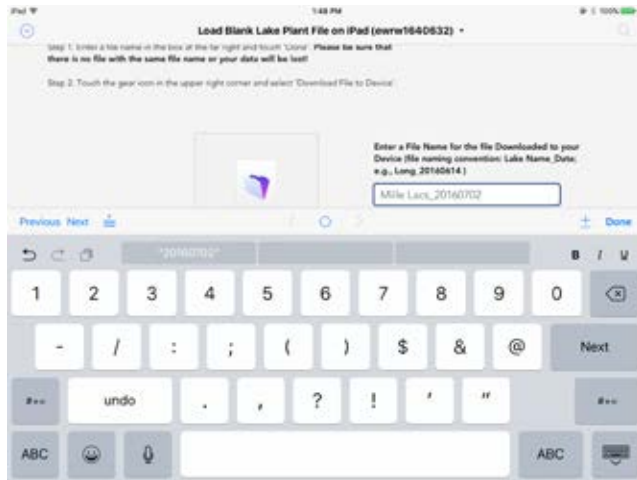 iPad
1:48 PM
100%
Load Blank Lake Plant File on iPad (ewrw1640632)
Step 1. Enter a file name in the box at the far right and touch 'Done'. Please be sure that
there is no file with the same file name or your data will be lost!
Step 2. Touch the gear icon in the upper right corner and select 'Download File to Device'.
Enter a File Name for the file Downloaded to your
Device (file naming convention: Lake Name_Date;
e.g., Long_20160614 )
Mille Lacs_20160702
Previous Next
Done
"20160702"
B I U
1 2 3 4 5 6 7 8 9 0
- / : ; ( ) $ & @ Next
#+= undo . , ? ! ' " #+=
ABC ABC